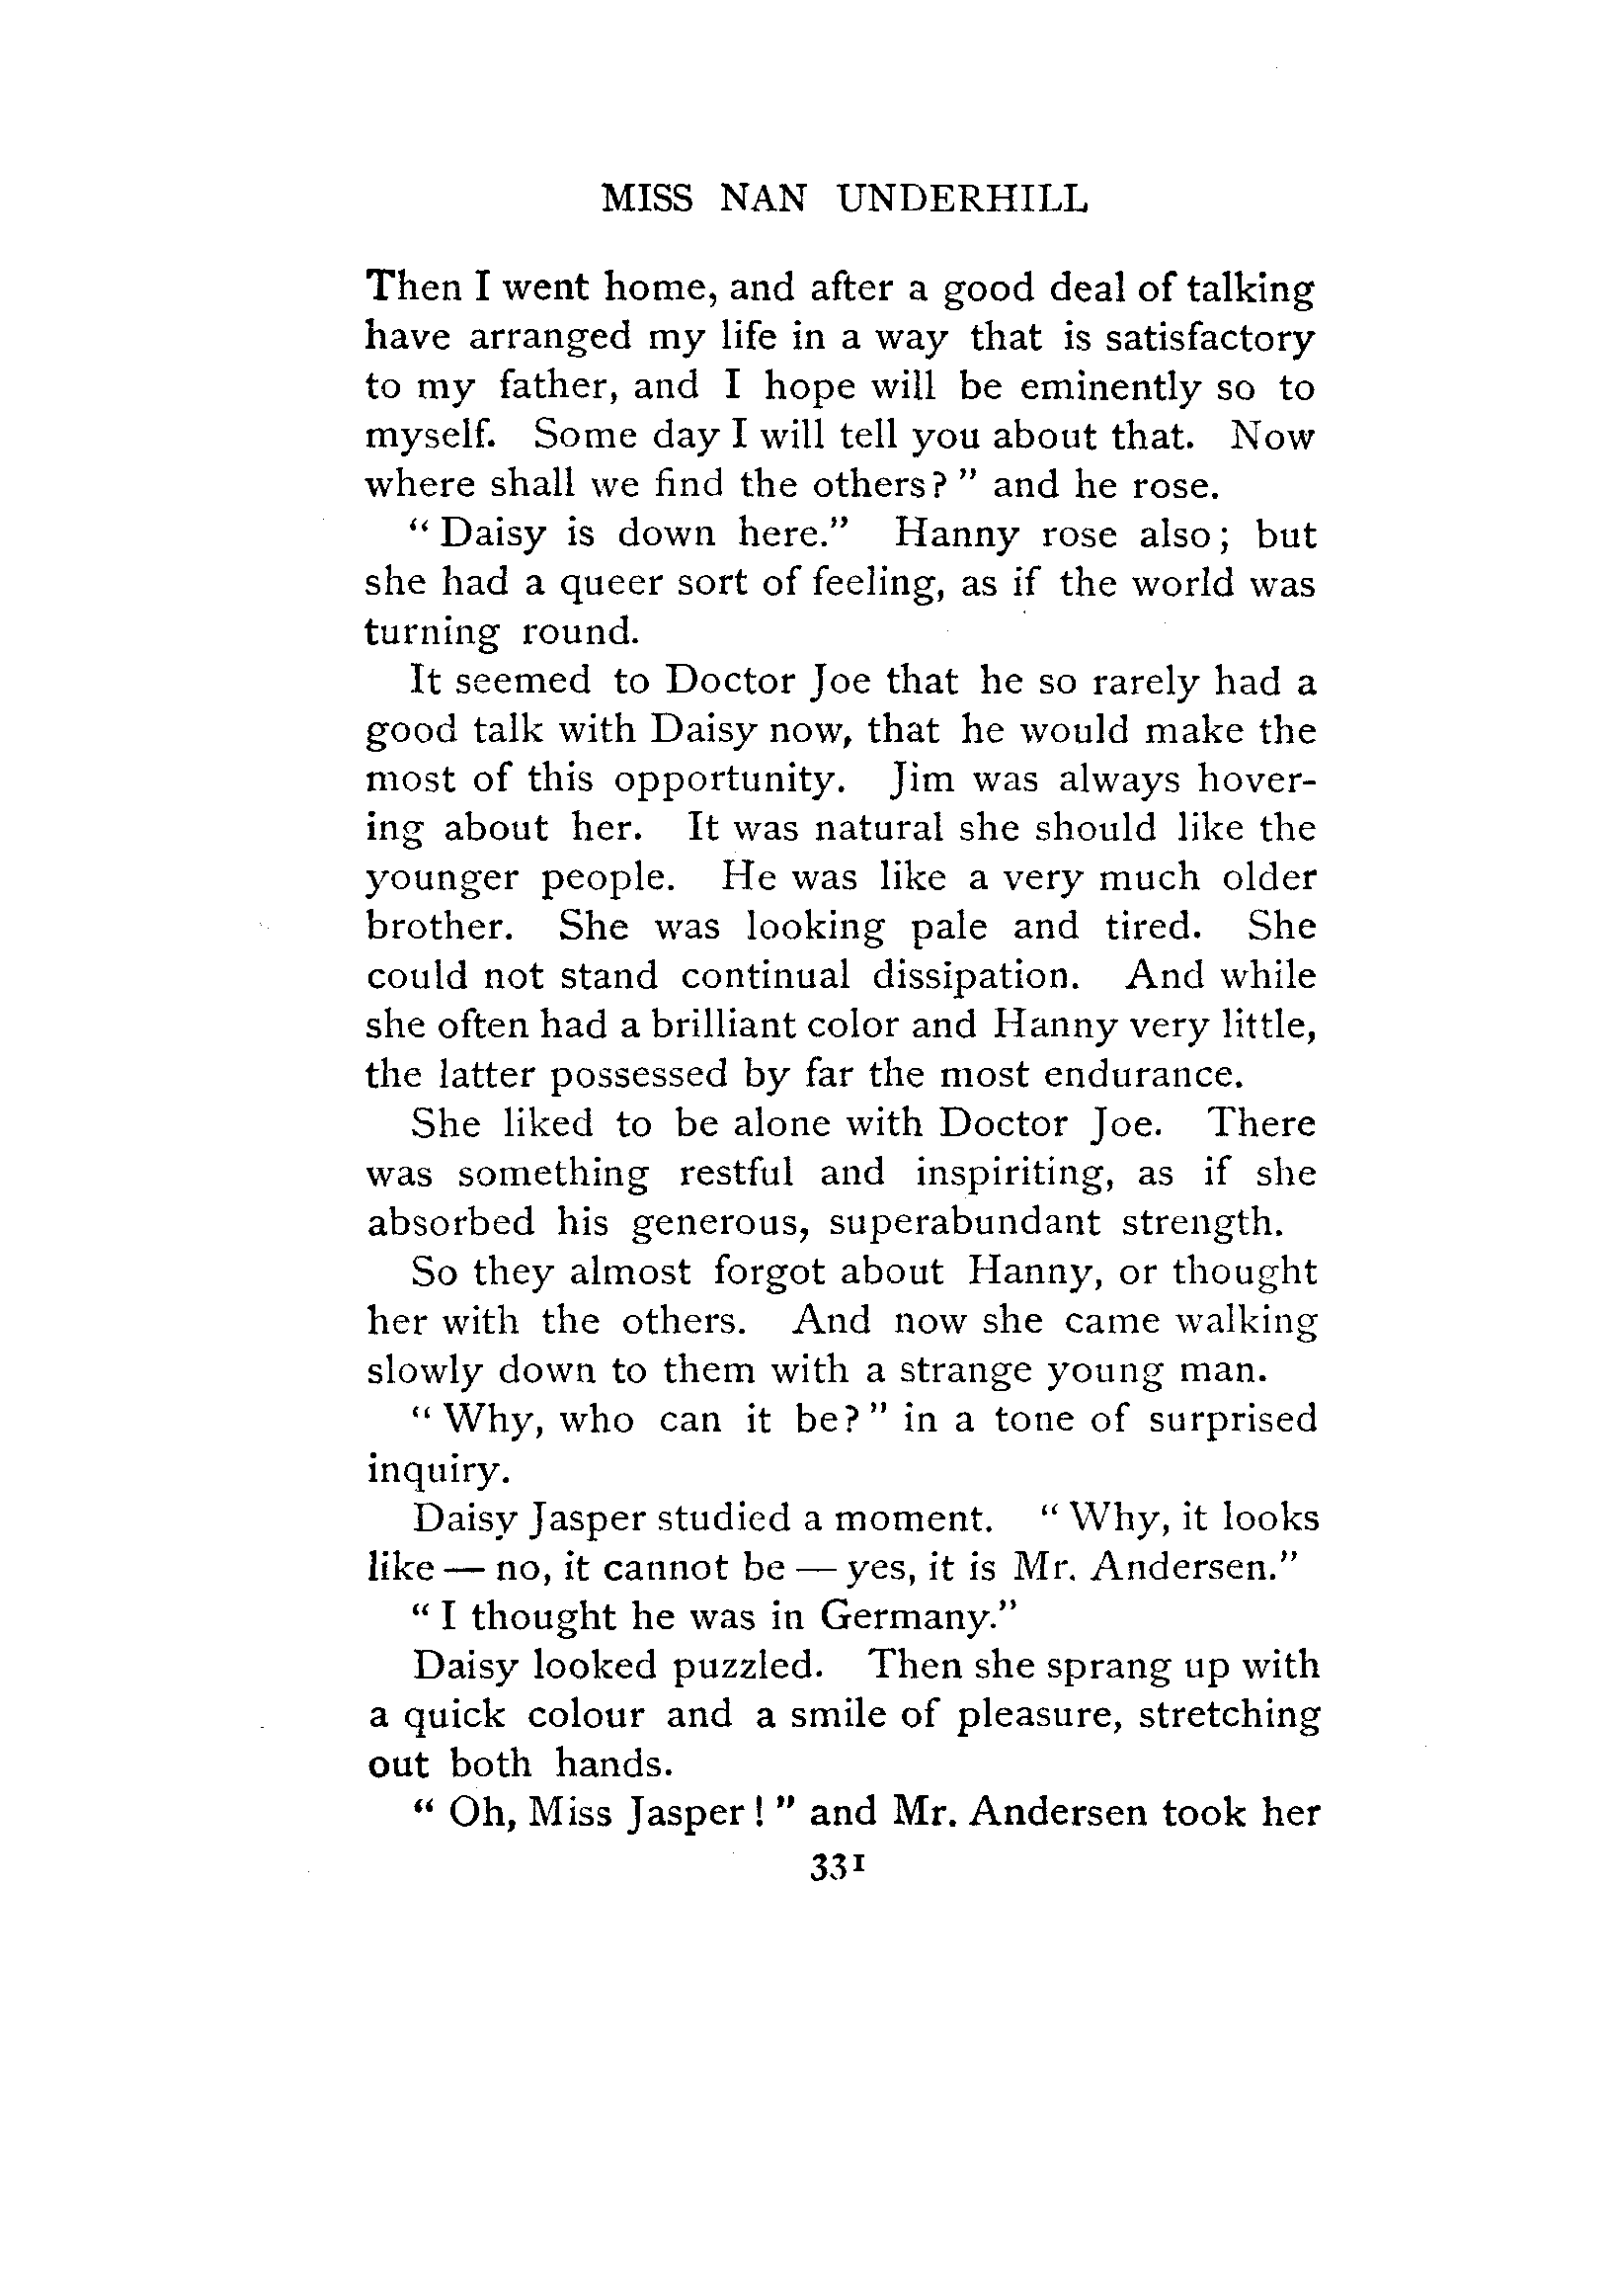 MISS NAN UNDERHILL
Then I went home, and after a good deal of talking
have arranged my life in a way that is satisfactory
to my father, and I hope will be eminently so to
myself. Some day I will tell you about that. Now
where shall we find the others?" and he rose.
"Daisy is down here." Hanny rose also; but
she had a queer sort of feeling, as if the world was
turning round.
It seemed to Doctor Joe that he so rarely had a
good talk with Daisy now, that he would make the
most of this opportunity. Jim was always hover-
ing about her. It was natural she should like the
younger people. He was like a very much older
brother. She was looking pale and tired. She
could not stand continual dissipation. And while
she often had a brilliant color and Hanny very little,
the latter possessed by far the most endurance.
She liked to be alone with Doctor Joe. There
was something restful and inspiriting, as if she
absorbed his generous, superabundant strength.
So they almost forgot about Hanny, or thought
her with the others. And now she came walking
slowly down to them with a strange young man.
"Why, who can it be?" in a tone of surprised
inquiry.
Daisy Jasper studied a moment. "Why, it looks
like — no, it cannot be — yes, it is Mr. Andersen."
"I thought he was in Germany."
Daisy looked puzzled. Then she sprang up with
a quick colour and a smile of pleasure, stretching
out both hands.
"Oh, Miss Jasper!" and Mr. Andersen took her
331